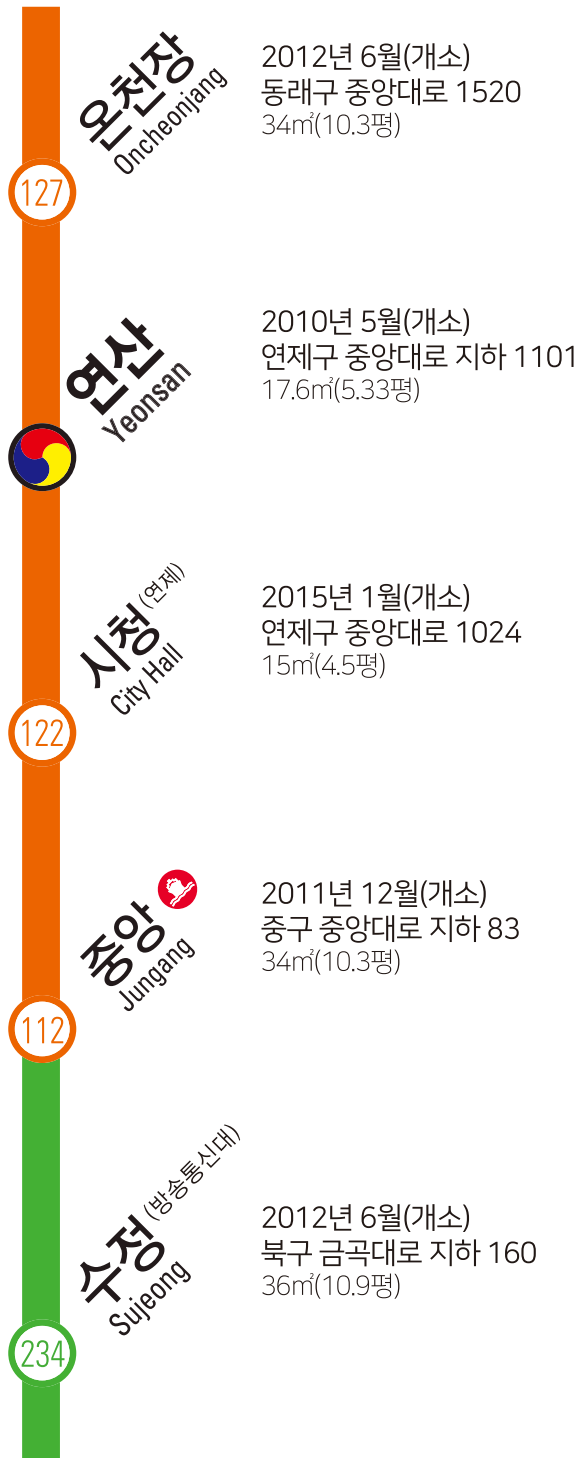 온천장
Oncheonjang
127
2012년 6월(개소)
동래구 중앙대로 1520
34㎡(10.3평)
연산
Yeonsan
2010년 5월(개소)
연제구 중앙대로 지하 1101
17.6㎡(5.33평)
시청(연제)
City Hall
122
2015년 1월(개소)
연제구 중앙대로 1024
15㎡(4.5평)
중앙
Jungang
112
2011년 12월(개소)
중구 중앙대로 지하 83
34㎡(10.3평)
수정(방송통신대)
Sujeong
234
2012년 6월(개소)
북구 금곡대로 지하 160
36㎡(10.9평)